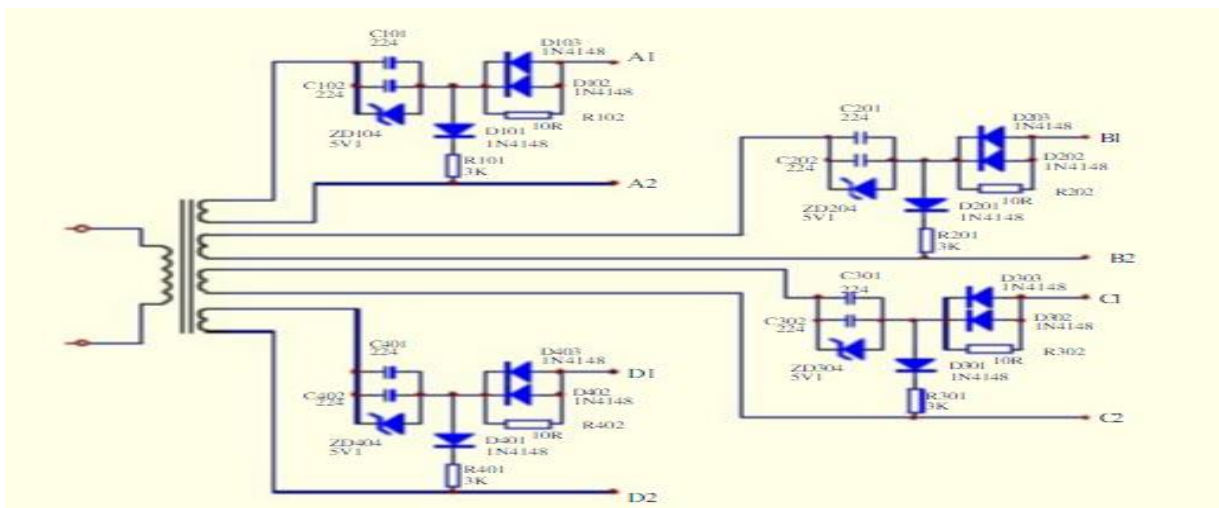 C101
224
C102
224
ZD104
5V1
D103
1N4148
D102
1N4148
10R
R102
D101
1N4148
R101
3K
A1
A2
C201
224
C202
224
ZD204
5V1
D203
1N4148
D202
1N4148
10R
R202
D201
1N4148
R201
3K
B1
B2
C301
224
C302
224
ZD304
5V1
D303
1N4148
D302
1N4148
10R
R302
D301
1N4148
R301
3K
C1
C2
C401
224
C402
224
ZD404
5V1
D403
1N4148
D402
1N4148
10R
R402
D401
1N4148
R401
3K
D1
D2